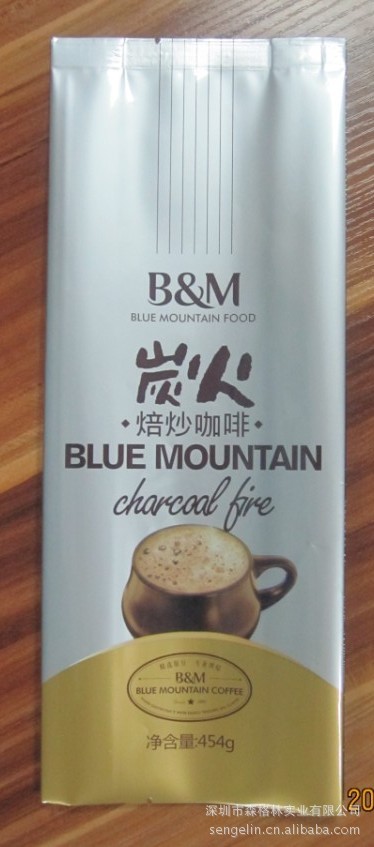 B&M
BLUE MOUNTAIN FOOD
炭火
焙炒咖啡
BLUE MOUNTAIN
charcoal fire
B&M
BLUE MOUNTAIN COFFEE
净含量:454g
20
深圳市森格林实业有限公司
sengelin.cn.alibaba.com